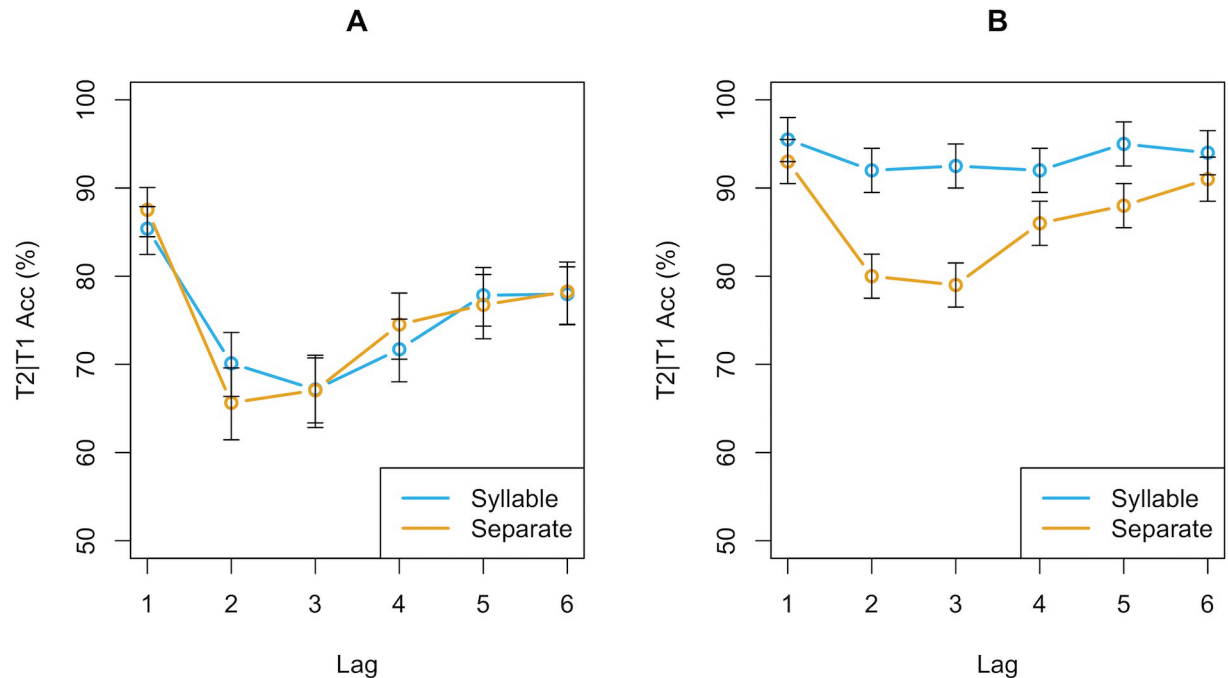 A
T2|T1 Acc (%)
100
90
80
70
60
50
Syllable
Separate
1 2 3 4 5 6
Lag
B
T2|T1 Acc (%)
100
90
80
70
60
50
Syllable
Separate
1 2 3 4 5 6
Lag